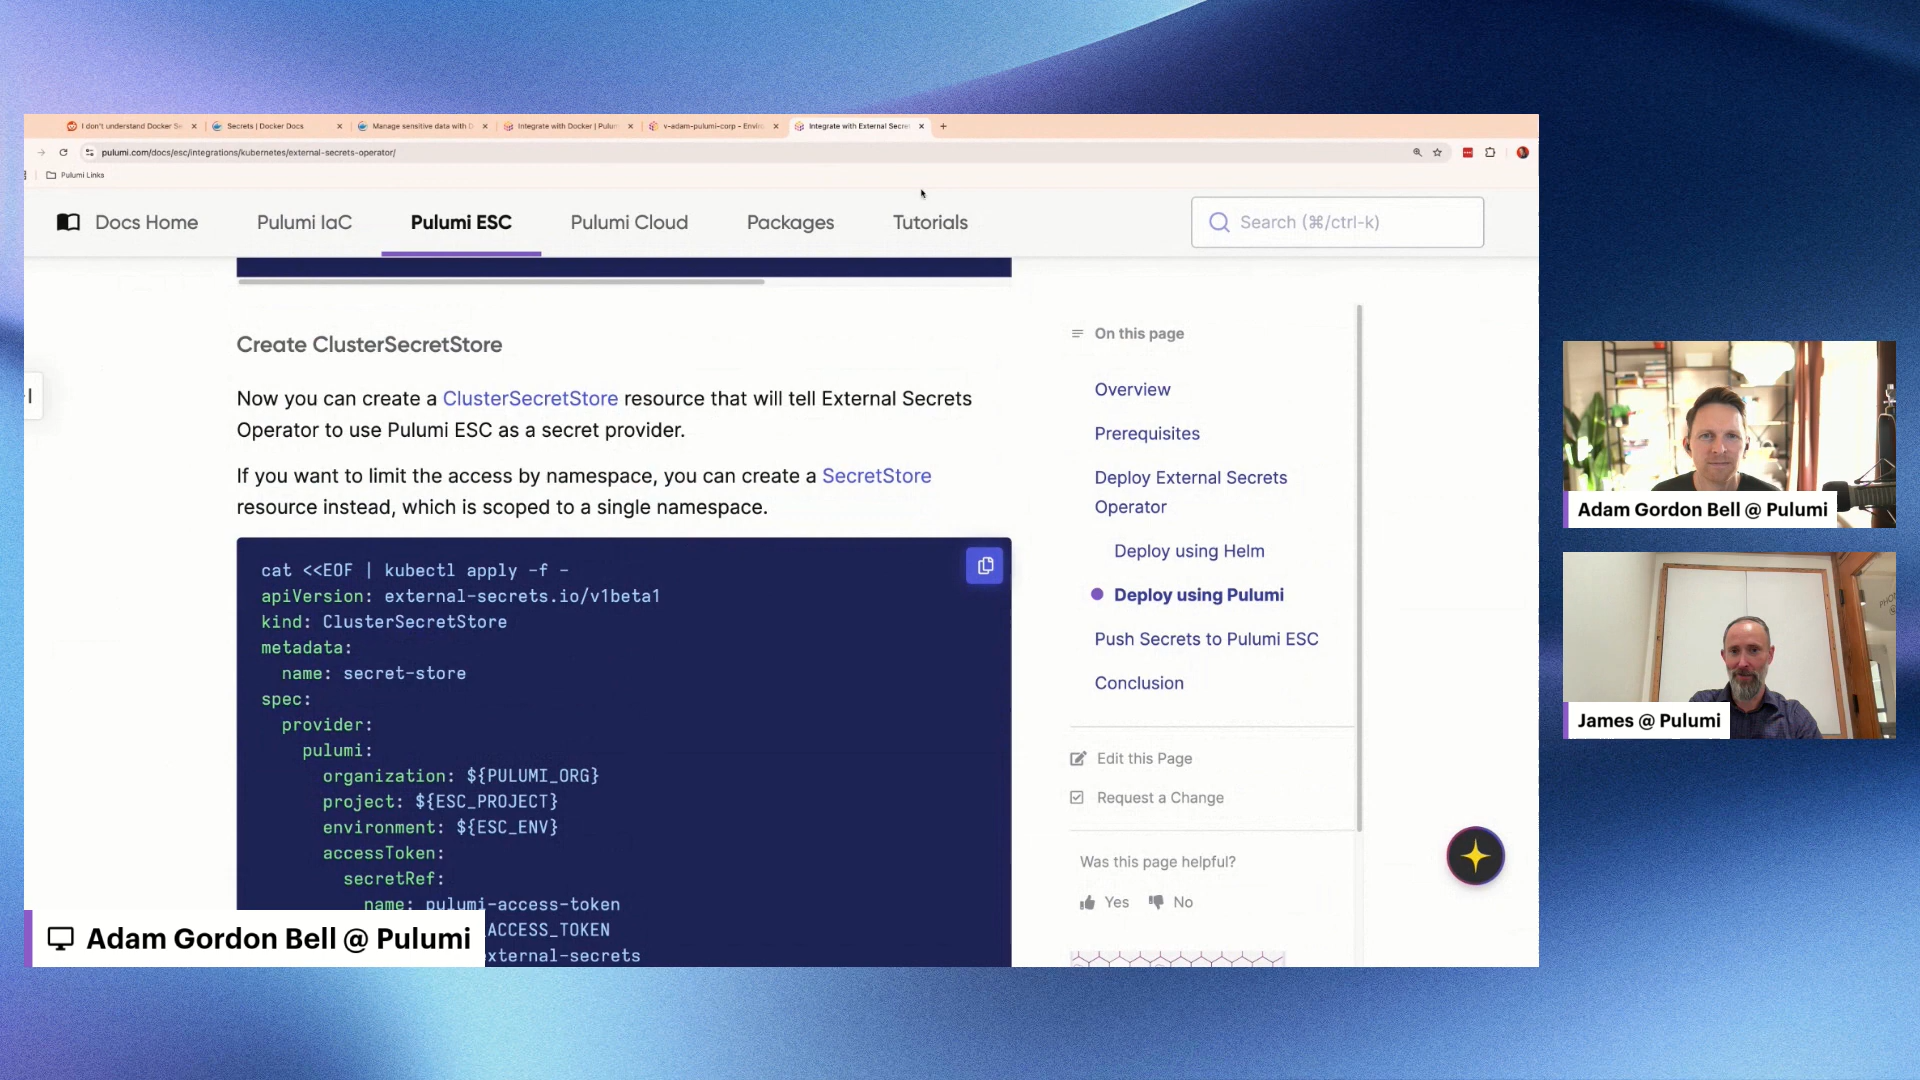 I don't understand Docker Se
Secrets | Docker Docs
Manage sensitive data with D
Integrate with Docker | Pulum
v-adam-pulumi-corp - Enviro
Integrate with External Secre
pulumi.com/docs/esc/integrations/kubernetes/external-secrets-operator/
Pulumi Links
Docs Home
Pulumi IaC
Pulumi ESC
Pulumi Cloud
Packages
Tutorials
Search (⌘/ctrl-k)
Create ClusterSecretStore
Now you can create a ClusterSecretStore resource that will tell External Secrets
Operator to use Pulumi ESC as a secret provider.
If you want to limit the access by namespace, you can create a SecretStore
resource instead, which is scoped to a single namespace.
cat <<EOF | kubectl apply -f -
apiVersion: external-secrets.io/v1beta1
kind: ClusterSecretStore
metadata:
  name: secret-store
spec:
  provider:
    pulumi:
      organization: ${PULUMI_ORG}
      project: ${ESC_PROJECT}
      environment: ${ESC_ENV}
      accessToken:
        secretRef:
          name: pulumi-access-token
_ACCESS_TOKEN
xternal-secrets
On this page
Overview
Prerequisites
Deploy External Secrets
Operator
Deploy using Helm
Deploy using Pulumi
Push Secrets to Pulumi ESC
Conclusion
Edit this Page
Request a Change
Was this page helpful?
Yes
No
Adam Gordon Bell @ Pulumi
Adam Gordon Bell @ Pulumi
James @ Pulumi